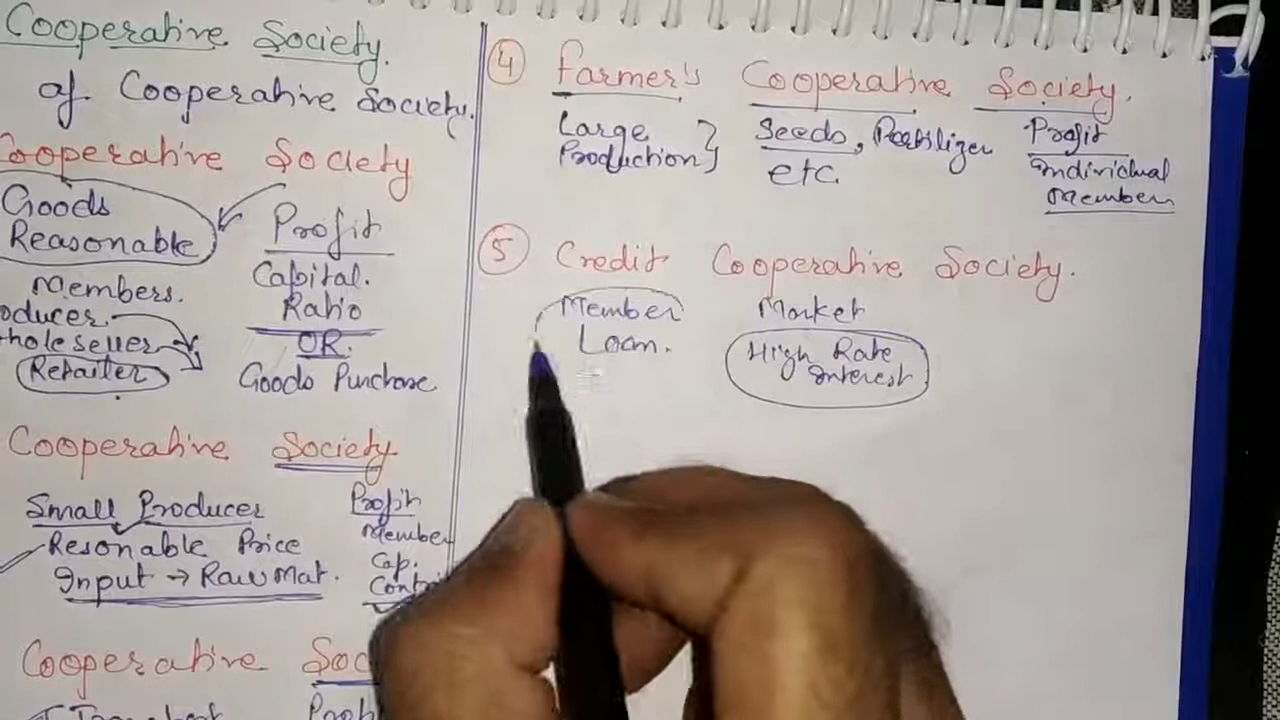 Cooperative Society.
of Cooperative Society.
Cooperative Society
Goods
Reasonable
Members.
Retailer
Profit
Capital.
Ratio
OR.
Goods Purchase
Cooperative Society
Small Producer
Resonable Price
Input → Raw Mat.
Profit
Member
Cap.
Cooperative
④ Farmer's Cooperative Society.
Large
Production }
Seeds,
etc.
Profit
Individual
Member
⑤ Credit Cooperative Society.
Member
Loan.
Market
High Rate
Interest